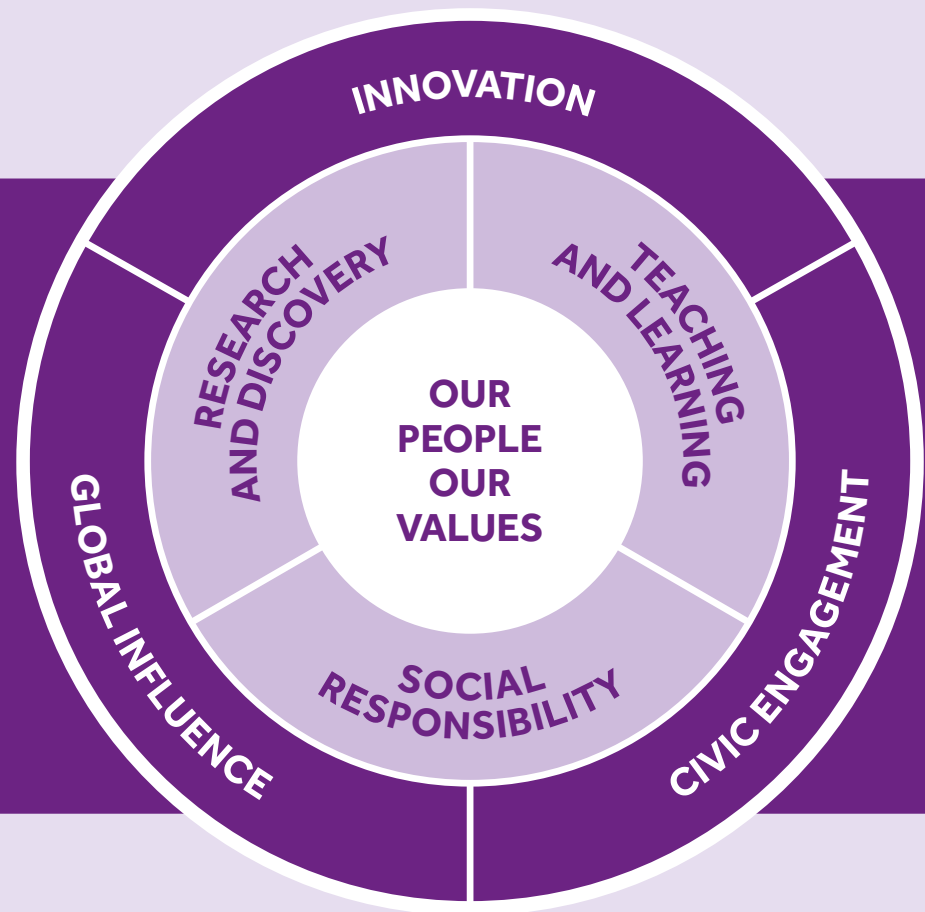 INNOVATION
RESEARCH
AND DISCOVERY
TEACHING
AND LEARNING
OUR
PEOPLE
OUR
VALUES
GLOBAL INFLUENCE
CIVIC ENGAGEMENT
SOCIAL
RESPONSIBILITY